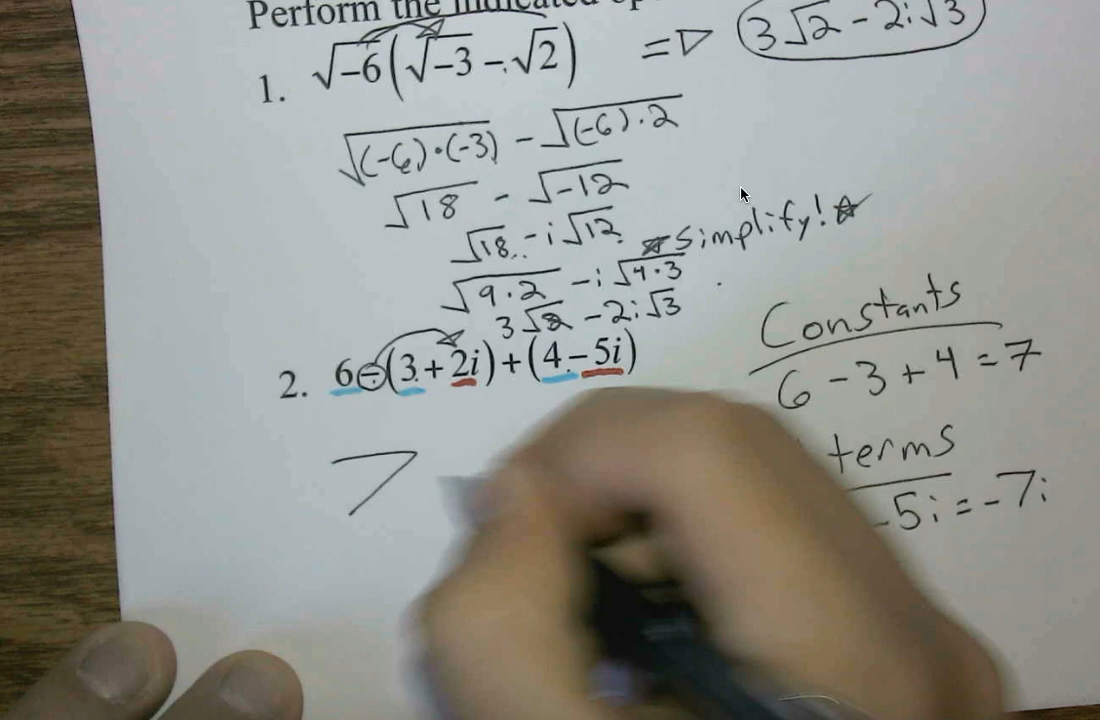 Perform the indicated op
1. √-6(√-3 - √2) => 3√2 - 2i√3
√(-6)·(-3) - √(-6)·2
√18 - √-12
√18 - i√12
☆Simplify!☆
√9·2 - i√4·3
3√2 - 2i√3
2. 6-(3+2i)+(4-5i)
7
Constants
6 - 3 + 4 = 7
terms
-5i = -7i